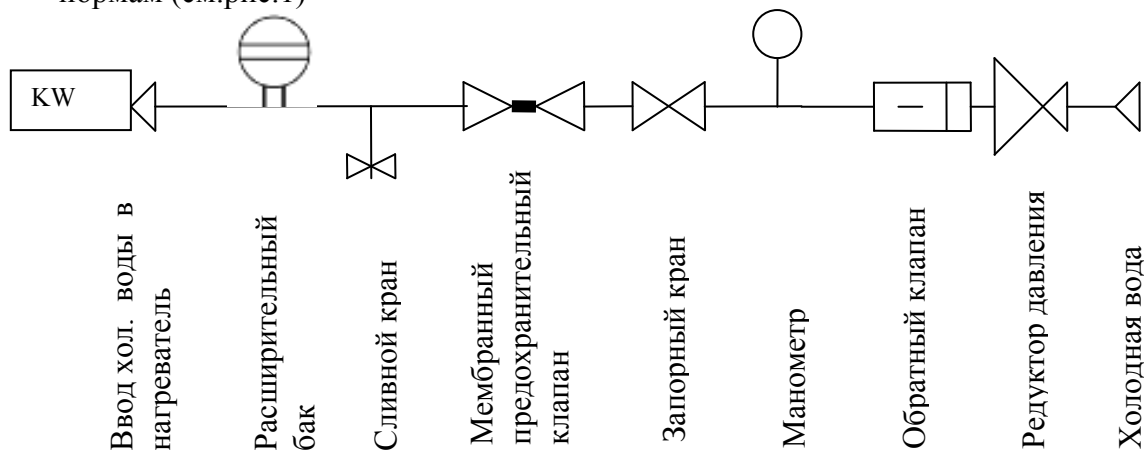 нормам (см.рис.1)
KW
Ввод хол. воды в
нагреватель
Расширительный
бак
Сливной кран
Мембранный
предохранительный
клапан
Запорный кран
Манометр
Обратный клапан
Редуктор давления
Холодная вода